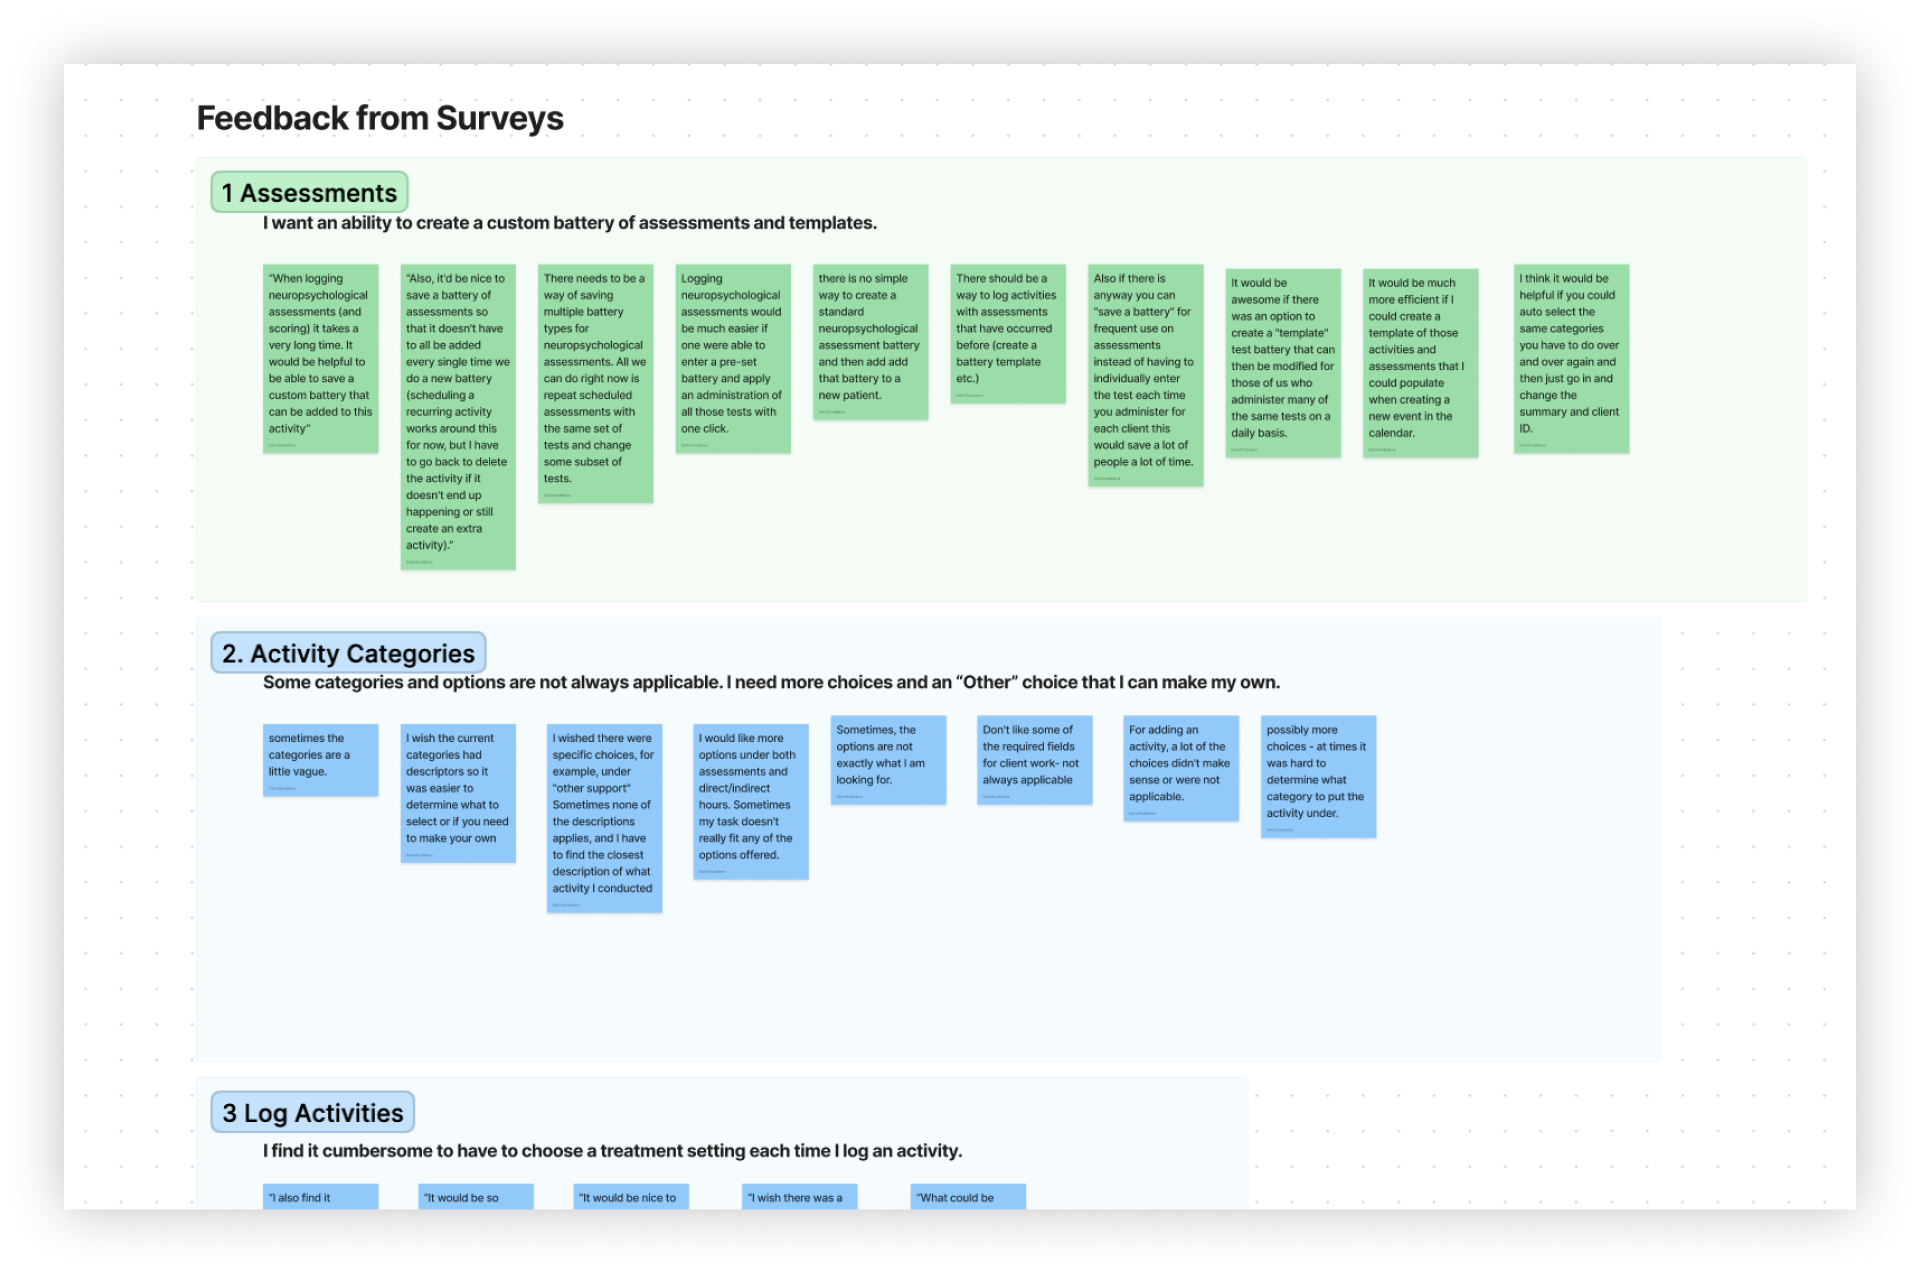 Feedback from Surveys
1 Assessments
I want an ability to create a custom battery of assessments and templates.
“When logging
neuropsychological
assessments (and
scoring) it takes a
very long time. It
would be helpful to
be able to save a
custom battery that
can be added to this
activity”
“Also, it'd be nice to
save a battery of
assessments so
that it doesn't have
to all be added
every single time we
do a new battery
(scheduling a
recurring activity
works around this
for now, but I have
to go back to delete
the activity if it
doesn't end up
happening or still
create an extra
activity).”
There needs to be a
way of saving
multiple battery
types for
neuropsychological
assessments. All we
can do right now is
repeat scheduled
assessments with
the same set of
tests and change
some subset of
tests.
Logging
neuropsychological
assessments would
be much easier if
one were able to
enter a pre-set
battery and apply
an administration of
all those tests with
one click.
there is no simple
way to create a
standard
neuropsychological
assessment battery
and then add add
that battery to a
new patient.
There should be a
way to log activities
with assessments
that have occurred
before (create a
battery template
etc.)
Also if there is
anyway you can
"save a battery" for
frequent use on
assessments
instead of having to
individually enter
the test each time
you administer for
each client this
would save a lot of
people a lot of time.
It would be
awesome if there
was an option to
create a "template"
test battery that can
then be modified for
those of us who
administer many of
the same tests on a
daily basis.
It would be much
more efficient if I
could create a
template of those
activities and
assessments that I
could populate
when creating a
new event in the
calendar.
I think it would be
helpful if you could
auto select the
same categories
you have to do over
and over again and
then just go in and
change the
summary and client
ID.
2. Activity Categories
Some categories and options are not always applicable. I need more choices and an “Other” choice that I can make my own.
sometimes the
categories are a
little vague.
I wish the current
categories had
descriptors so it
was easier to
determine what to
select or if you need
to make your own
I wished there were
specific choices, for
example, under
"other support"
Sometimes none of
the descriptions
applies, and I have
to find the closest
description of what
activity I conducted
I would like more
options under both
assessments and
direct/indirect
hours. Sometimes
my task doesn't
really fit any of the
options offered.
Sometimes, the
options are not
exactly what I am
looking for.
Don't like some of
the required fields
for client work- not
always applicable
For adding an
activity, a lot of the
choices didn't make
sense or were not
applicable.
possibly more
choices - at times it
was hard to
determine what
category to put the
activity under.
3 Log Activities
I find it cumbersome to have to choose a treatment setting each time I log an activity.
“I also find it
“It would be so
“It would be nice to
“I wish there was a
“What could be